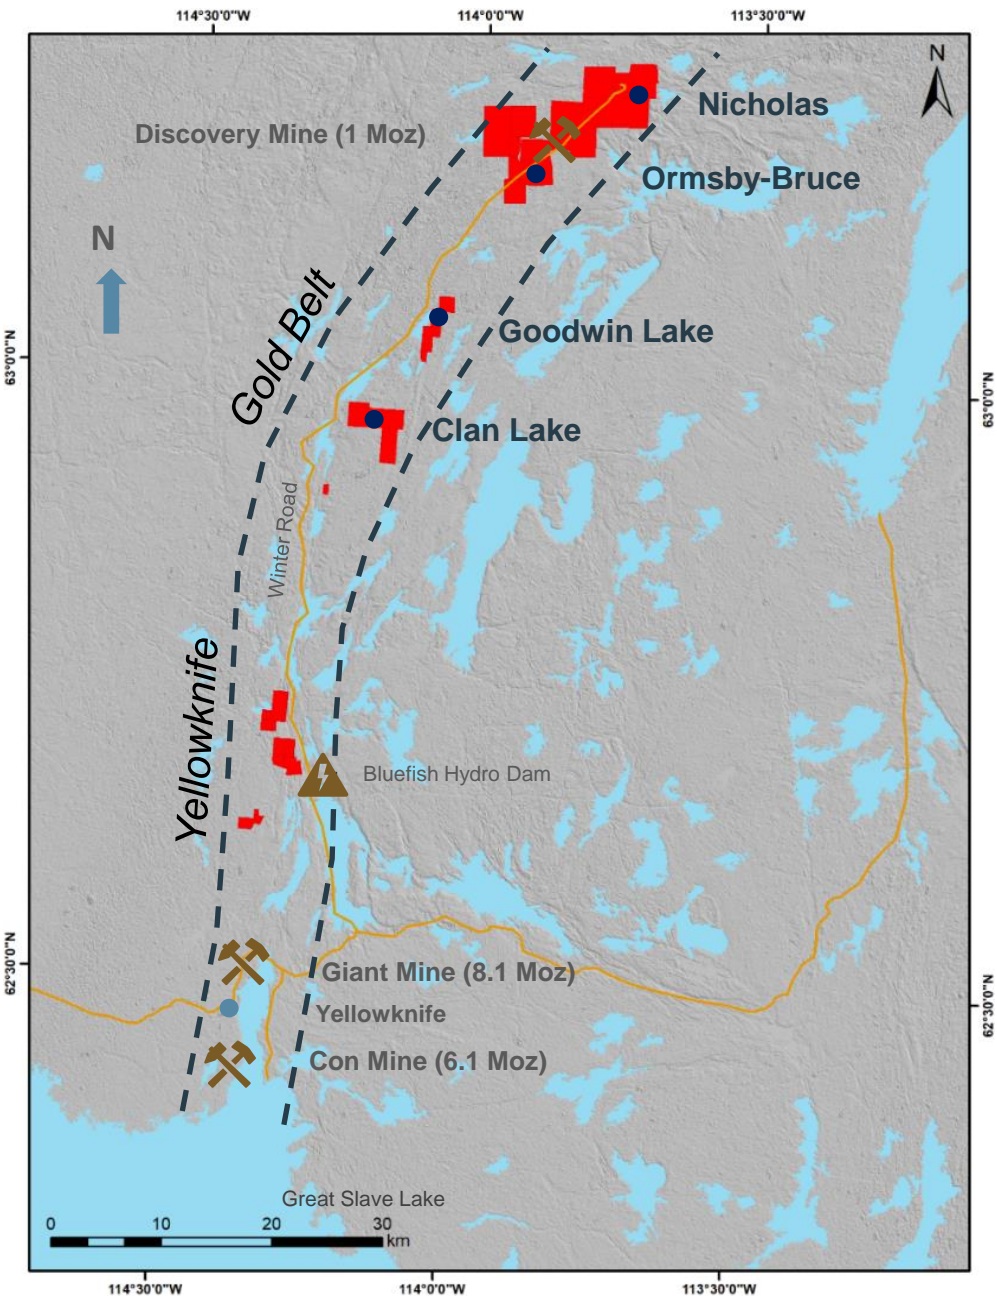 114°30'0"W
114°0'0"W
113°30'0"W
N
Nicholas
Discovery Mine (1 Moz)
Ormsby-Bruce
N
Gold Belt
Goodwin Lake
63°0'0"N
63°0'0"N
Clan Lake
Winter Road
Yellowknife
Bluefish Hydro Dam
62°30'0"N
Giant Mine (8.1 Moz)
62°30'0"N
Yellowknife
Con Mine (6.1 Moz)
Great Slave Lake
0 10 20 30
km
114°30'0"W
114°0'0"W
113°30'0"W